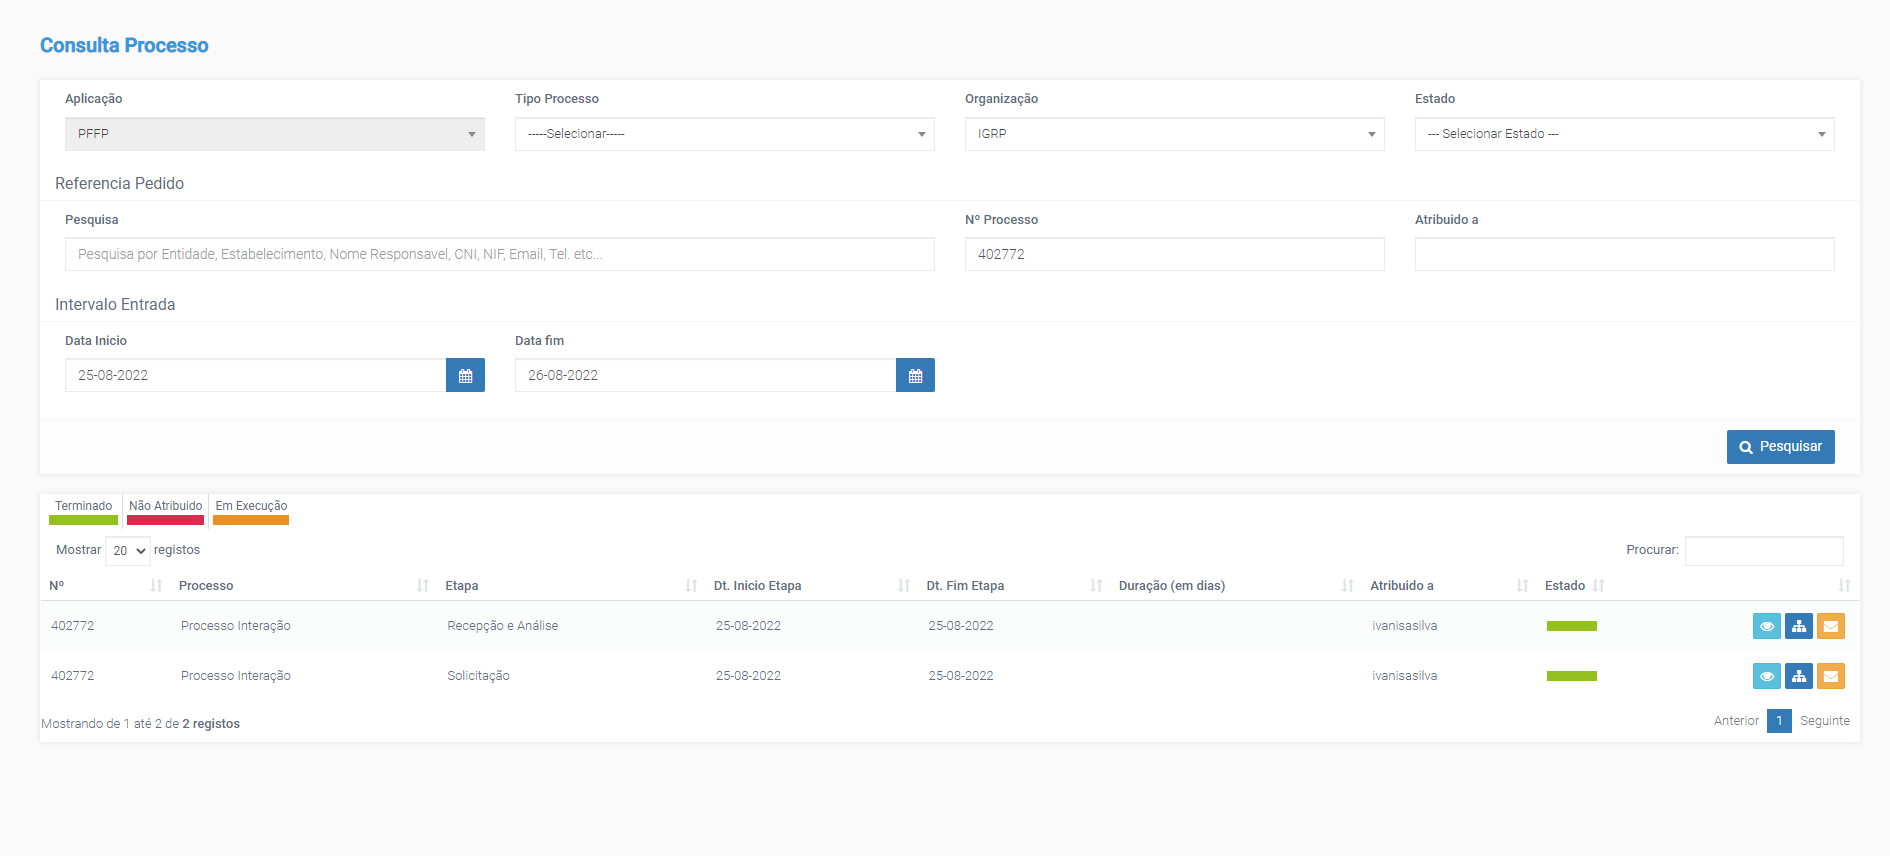 Consulta Processo
Aplicação Tipo Processo Organização Estado
PFFP -----Selecionar----- IGRP --- Selecionar Estado ---
Referencia Pedido
Pesquisa Nº Processo Atribuido a
Pesquisa por Entidade, Estabelecimento, Nome Responsavel, CNI, NIF, Email, Tel. etc... 402772
Intervalo Entrada
Data Inicio Data fim
25-08-2022 26-08-2022
Pesquisar
Terminado Não Atribuido Em Execução
Mostrar 20 registos Procurar:
Nº Processo Etapa Dt. Inicio Etapa Dt. Fim Etapa Duração (em dias) Atribuido a Estado
402772 Processo Interação Recepção e Análise 25-08-2022 25-08-2022 ivanisasilva
402772 Processo Interação Solicitação 25-08-2022 25-08-2022 ivanisasilva
Mostrando de 1 até 2 de 2 registos Anterior 1 Seguinte